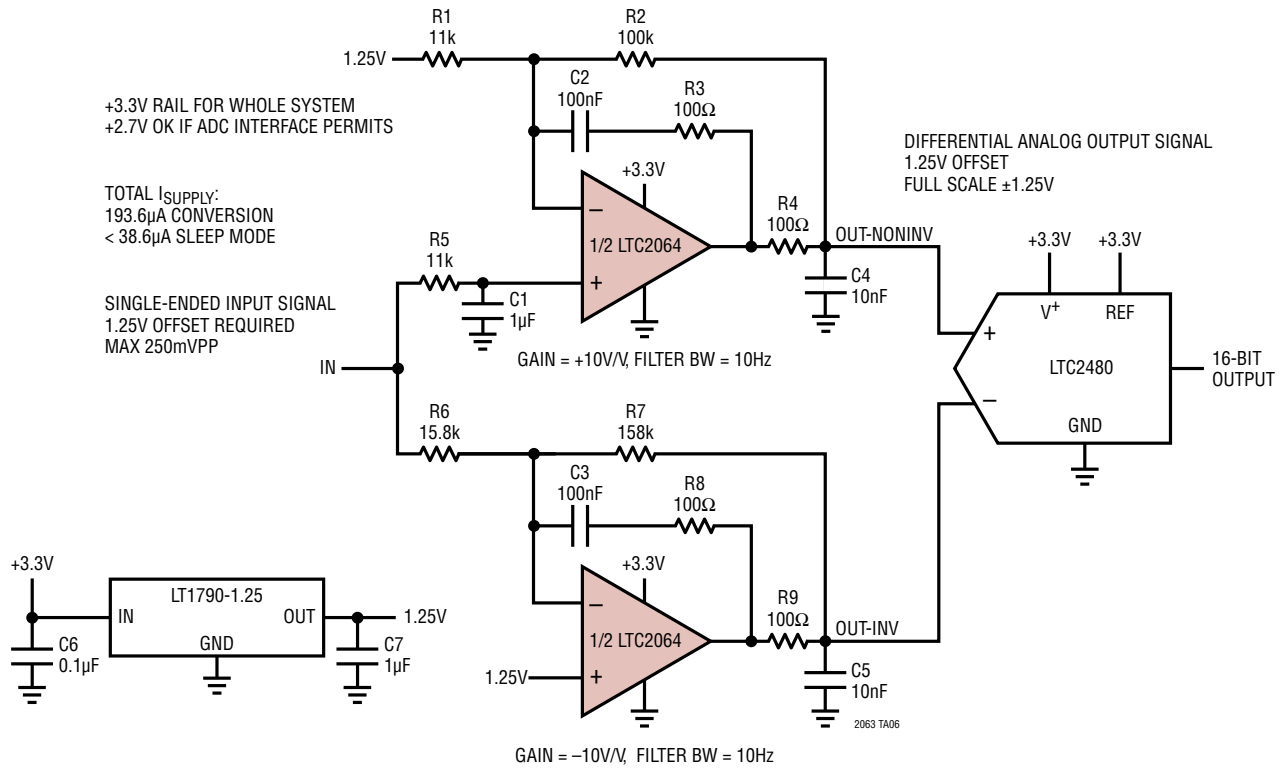 R1
11k
R2
100k
1.25V
C2
100nF
R3
100Ω
+3.3V RAIL FOR WHOLE SYSTEM
+2.7V OK IF ADC INTERFACE PERMITS
DIFFERENTIAL ANALOG OUTPUT SIGNAL
1.25V OFFSET
FULL SCALE ±1.25V
+3.3V
TOTAL ISUPPLY:
193.6µA CONVERSION
< 38.6µA SLEEP MODE
–
1/2 LTC2064
+
R4
100Ω
OUT-NONINV
R5
11k
C1
1µF
C4
10nF
+3.3V
+3.3V
V+
REF
SINGLE-ENDED INPUT SIGNAL
1.25V OFFSET REQUIRED
MAX 250mVPP
GAIN = +10V/V, FILTER BW = 10Hz
IN
+
LTC2480
–
GND
16-BIT
OUTPUT
R6
15.8k
R7
158k
C3
100nF
R8
100Ω
+3.3V
–
1/2 LTC2064
+
R9
100Ω
OUT-INV
1.25V
C5
10nF
+3.3V
LT1790-1.25
IN
OUT
GND
1.25V
C6
0.1µF
C7
1µF
2063 TA06
GAIN = –10V/V, FILTER BW = 10Hz